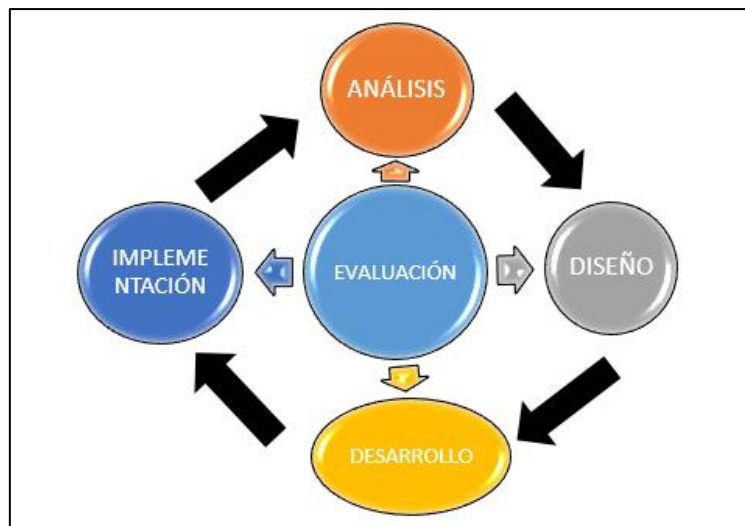 ANÁLISIS
IMPLEME
NTACIÓN
EVALUACIÓN
DISEÑO
DESARROLLO